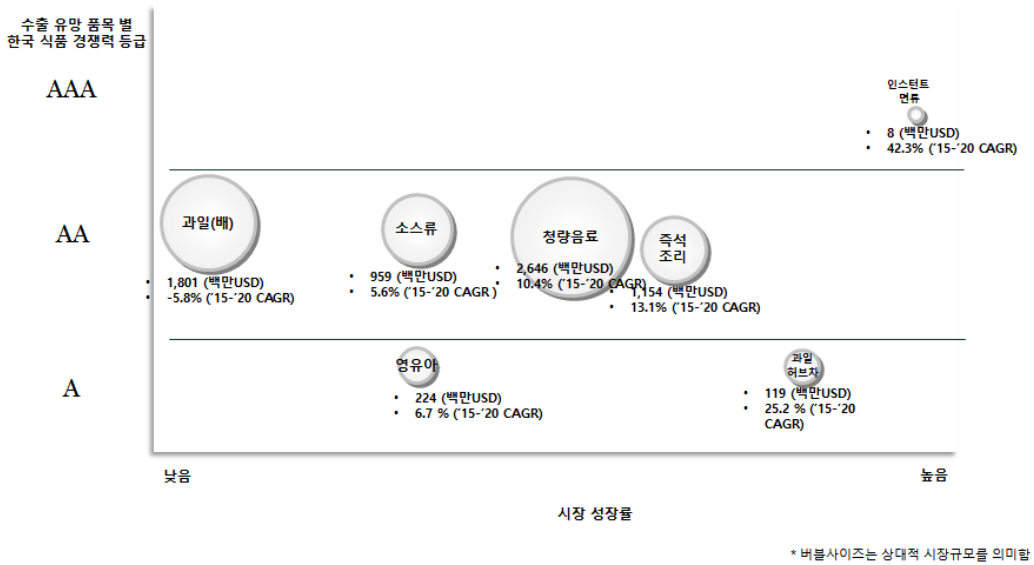 수출 유망 품목 별
한국 식품 경쟁력 등급
AAA
인스턴트
면류
• 8 (백만USD)
• 42.3% ('15-'20 CAGR)
AA
과일(배)
• 1,801 (백만USD)
• -5.8% ('15-'20 CAGR)
소스류
• 959 (백만USD)
• 5.6% ('15-'20 CAGR )
청량음료
• 2,646 (백만USD)
• 10.4% ('15-'20 CAGR)
즉석
조리
• 1,154 (백만USD)
• 13.1% ('15-'20 CAGR)
A
영유아
• 224 (백만USD)
• 6.7 % ('15-'20 CAGR)
과일
허브차
• 119 (백만USD)
• 25.2 % ('15-'20
CAGR)
낮음
높음
시장 성장률
* 버블사이즈는 상대적 시장규모를 의미함